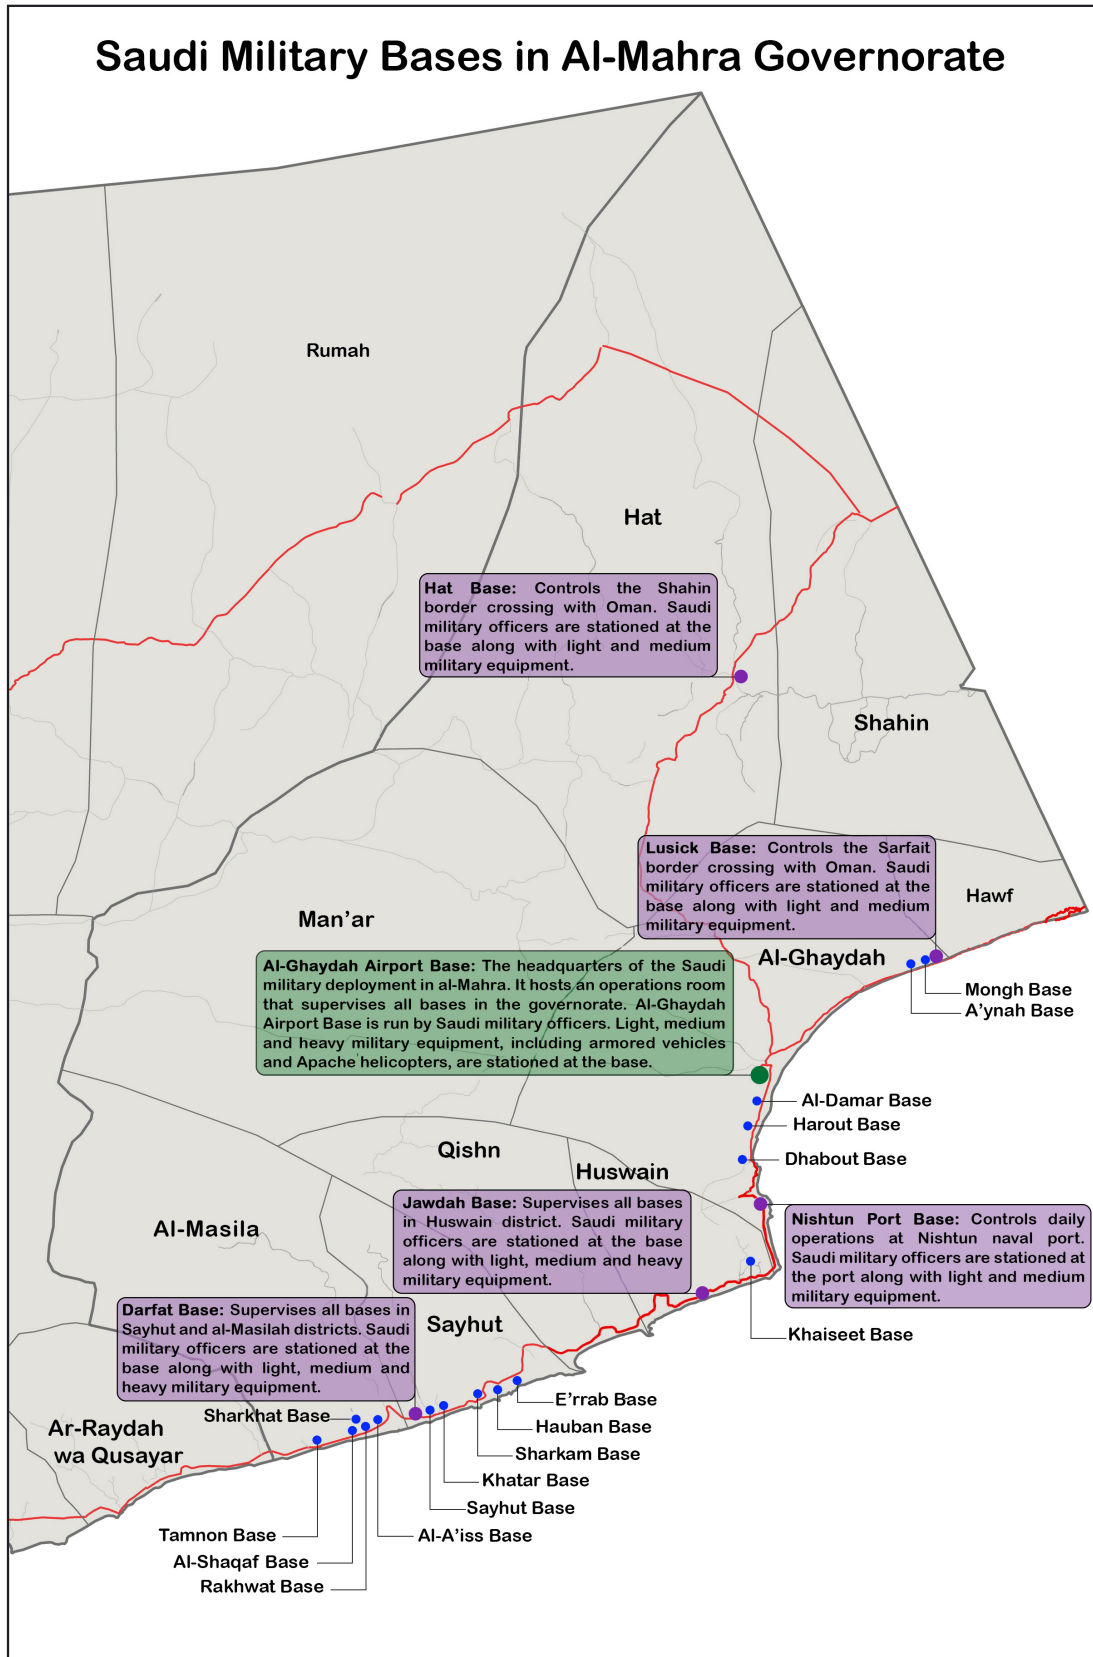 Saudi Military Bases in Al-Mahra Governorate
Rumah
Hat
Hat Base: Controls the Shahin
border crossing with Oman. Saudi
military officers are stationed at the
base along with light and medium
military equipment.
Shahin
Lusick Base: Controls the Sarfait
border crossing with Oman. Saudi
military officers are stationed at the
base along with light and medium
military equipment.
Hawf
Man’ar
Al-Ghaydah
Al-Ghaydah Airport Base: The headquarters of the Saudi
military deployment in al-Mahra. It hosts an operations room
that supervises all bases in the governorate. Al-Ghaydah
Airport Base is run by Saudi military officers. Light, medium
and heavy military equipment, including armored vehicles
and Apache helicopters, are stationed at the base.
Mongh Base
A’ynah Base
Al-Damar Base
Harout Base
Dhabout Base
Qishn
Huswain
Jawdah Base: Supervises all bases
in Huswain district. Saudi military
officers are stationed at the base
along with light, medium and heavy
military equipment.
Nishtun Port Base: Controls daily
operations at Nishtun naval port.
Saudi military officers are stationed at
the port along with light and medium
military equipment.
Al-Masila
Darfat Base: Supervises all bases in
Sayhut and al-Masilah districts. Saudi
military officers are stationed at the
base along with light, medium and
heavy military equipment.
Sayhut
Khaiseet Base
E’rrab Base
Sharkhat Base
Hauban Base
Ar-Raydah
wa Qusayar
Sharkam Base
Khatar Base
Sayhut Base
Tamnon Base
Al-A’iss Base
Al-Shaqaf Base
Rakhwat Base